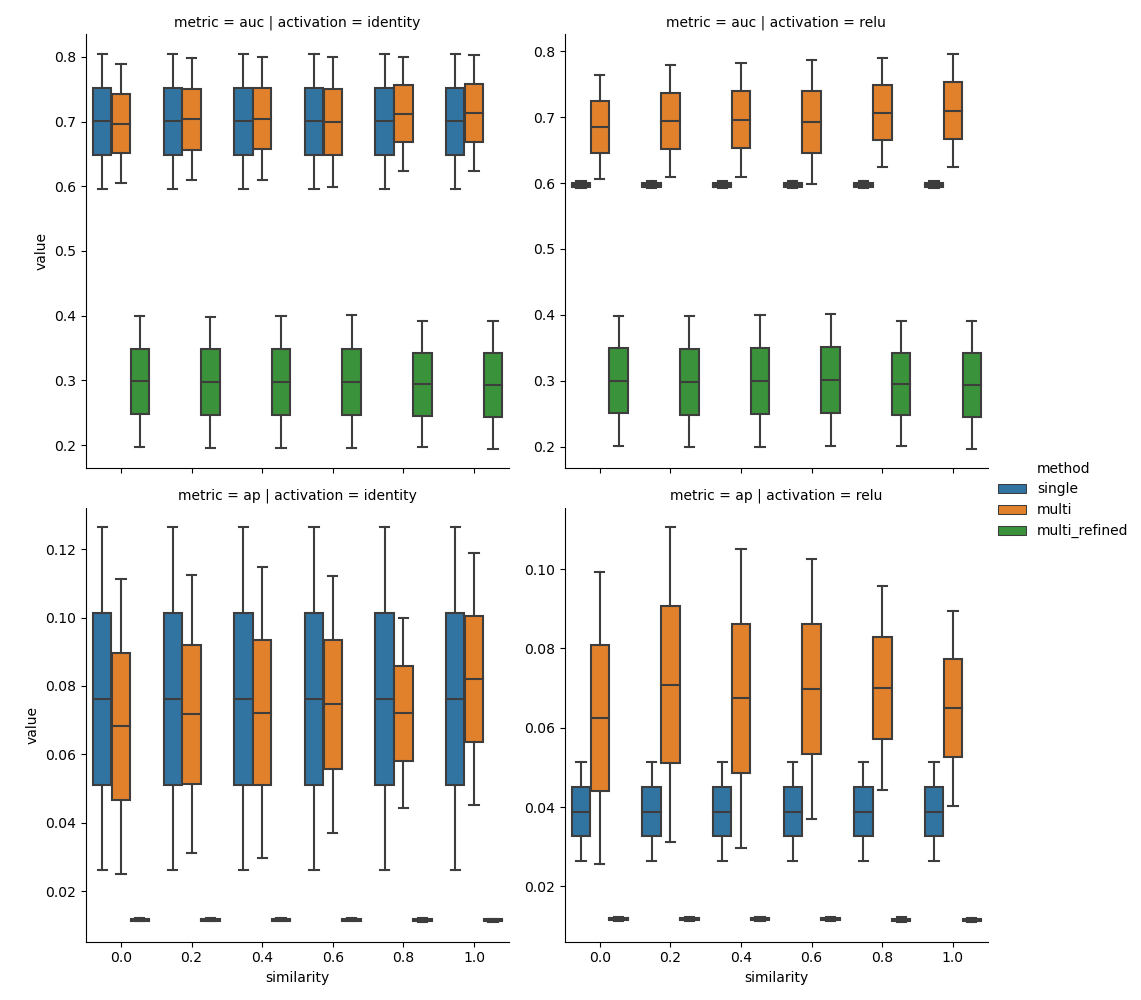 metric = auc | activation = identity
metric = auc | activation = relu
0.8
0.7
0.6
0.5
0.4
0.3
0.2
value
0.8
0.7
0.6
0.5
0.4
0.3
0.2
method
single
multi
multi_refined
metric = ap | activation = identity
metric = ap | activation = relu
0.12
0.10
0.08
0.06
0.04
0.02
value
0.10
0.08
0.06
0.04
0.02
0.0 0.2 0.4 0.6 0.8 1.0
similarity
0.0 0.2 0.4 0.6 0.8 1.0
similarity